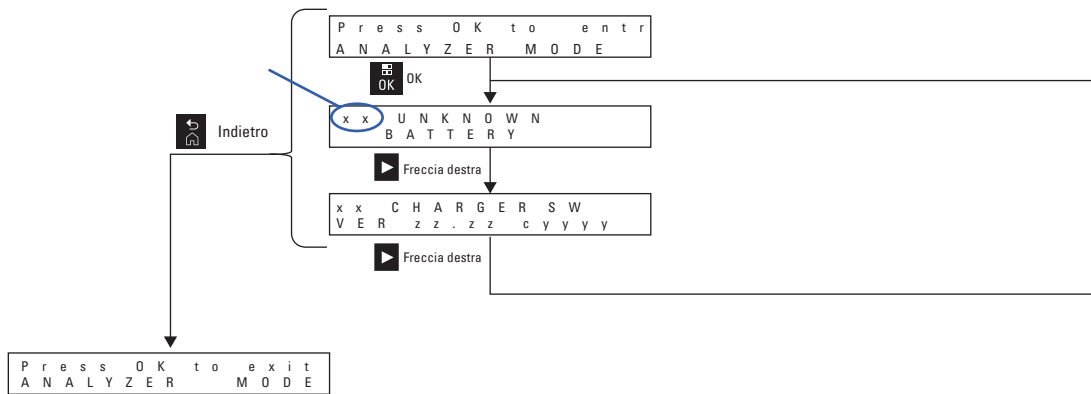 Press OK to entr
ANALYZER MODE
OK OK
xx UNKNOWN
BATTERY
Indietro
Freccia destra
xx CHARGER SW
VER zz.zz cyyyy
Freccia destra
Press OK to exit
ANALYZER MODE